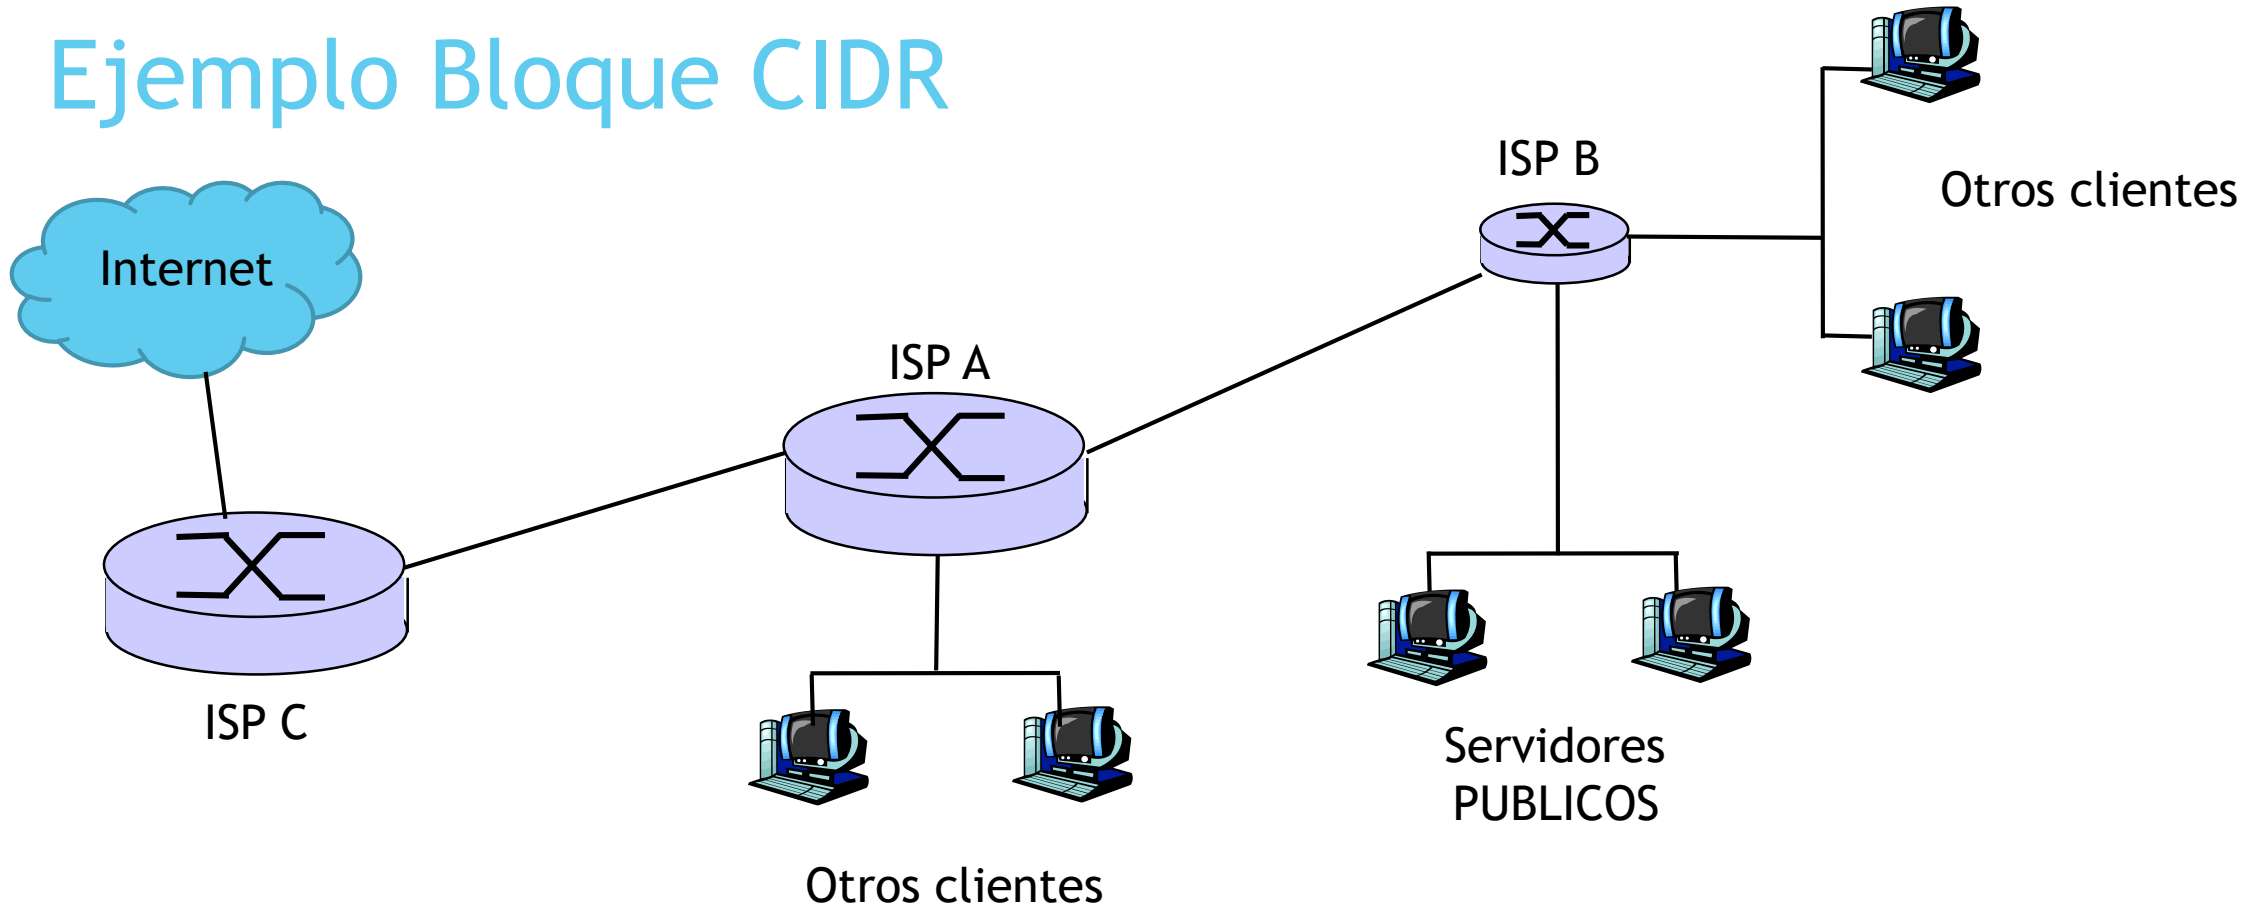 Ejemplo Bloque CIDR
ISP B
Otros clientes
Internet
ISP A
ISP C
Servidores
PUBLICOS
Otros clientes